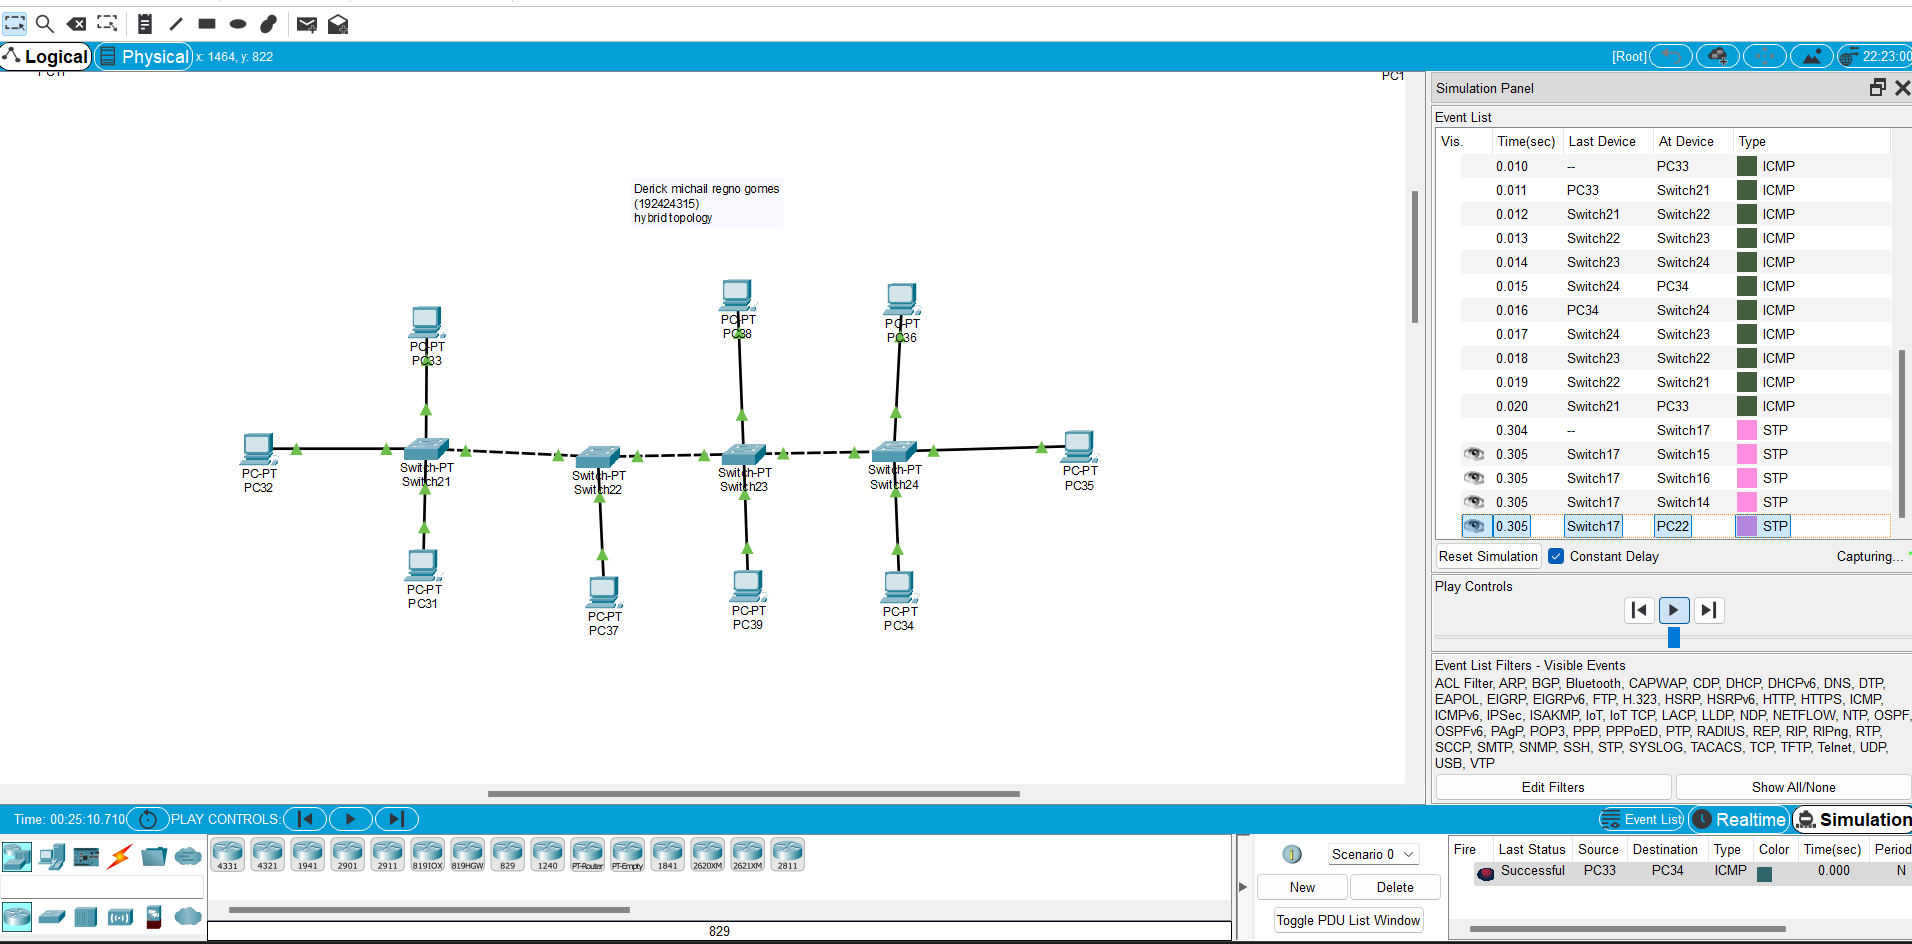 Logical
Physical
x: 1464, y: 822
[Root]
22:23:00
PC1
Derick michail regno gomes
(192424315)
hybrid topology
PC-PT
PC33
PC-PT
PC38
PC-PT
PC36
PC-PT
PC32
Switch-PT
Switch21
Switch-PT
Switch22
Switch-PT
Switch23
Switch-PT
Switch24
PC-PT
PC35
PC-PT
PC31
PC-PT
PC37
PC-PT
PC39
PC-PT
PC34
Simulation Panel
Event List
Vis. Time(sec) Last Device At Device Type
0.010 -- PC33 ICMP
0.011 PC33 Switch21 ICMP
0.012 Switch21 Switch22 ICMP
0.013 Switch22 Switch23 ICMP
0.014 Switch23 Switch24 ICMP
0.015 Switch24 PC34 ICMP
0.016 PC34 Switch24 ICMP
0.017 Switch24 Switch23 ICMP
0.018 Switch23 Switch22 ICMP
0.019 Switch22 Switch21 ICMP
0.020 Switch21 PC33 ICMP
0.304 -- Switch17 STP
0.305 Switch17 Switch15 STP
0.305 Switch17 Switch16 STP
0.305 Switch17 Switch14 STP
0.305 Switch17 PC22 STP
Reset Simulation Constant Delay Capturing...
Play Controls
Event List Filters - Visible Events
ACL Filter, ARP, BGP, Bluetooth, CAPWAP, CDP, DHCP, DHCPv6, DNS, DTP,
EAPOL, EIGRP, EIGRPv6, FTP, H.323, HSRP, HSRPv6, HTTP, HTTPS, ICMP,
ICMPv6, IPSec, ISAKMP, IoT, IoT TCP, LACP, LLDP, NDP, NETFLOW, NTP, OSPF,
OSPFv6, PAgP, POP3, PPP, PPPoED, PTP, RADIUS, REP, RIP, RIPng, RTP,
SCCP, SMTP, SNMP, SSH, STP, SYSLOG, TACACS, TCP, TFTP, Telnet, UDP,
USB, VTP
Edit Filters Show All/None
Time: 00:25:10.710 PLAY CONTROLS:
Event List Realtime Simulation
4331 4321 1941 2901 2911 819IOX 819HGW 829 1240 PT-Router PT-Empty 1841 2620XM 2621XM 2811
829
Scenario 0
New Delete
Toggle PDU List Window
Fire Last Status Source Destination Type Color Time(sec) Period
Successful PC33 PC34 ICMP 0.000 N